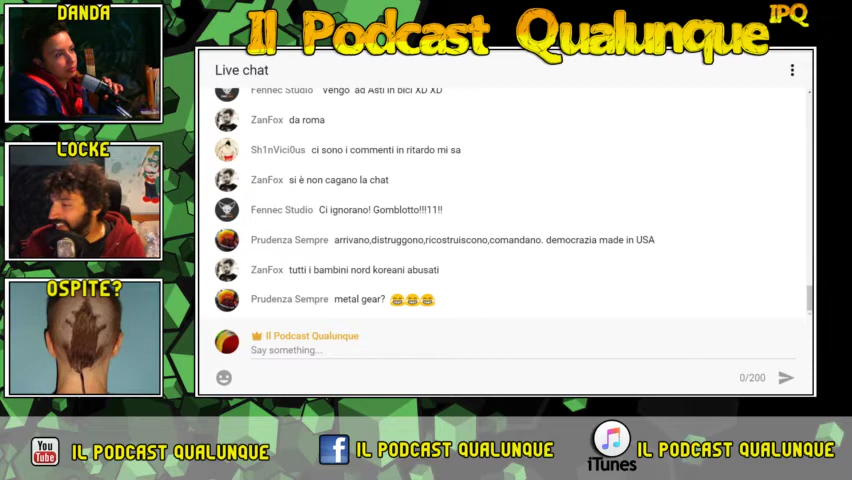 DANDA
Il Podcast Qualunque IPQ
Live chat
Fennec Studio Vengo ad Asti in bici XD XD
ZanFox da roma
Sh1nVici0us ci sono i commenti in ritardo mi sa
LOCKE
ZanFox si è non cagano la chat
Fennec Studio Ci ignorano! Gomblotto!!!11!!
Prudenza Sempre arrivano,distruggono,ricostruiscono,comandano. democrazia made in USA
ZanFox tutti i bambini nord koreani abusati
OSPITE?
Prudenza Sempre metal gear? 😂😂😂
Il Podcast Qualunque
Say something...
0/200
You Tube IL PODCAST QUALUNQUE
f IL PODCAST QUALUNQUE
iTunes IL PODCAST QUALUNQUE